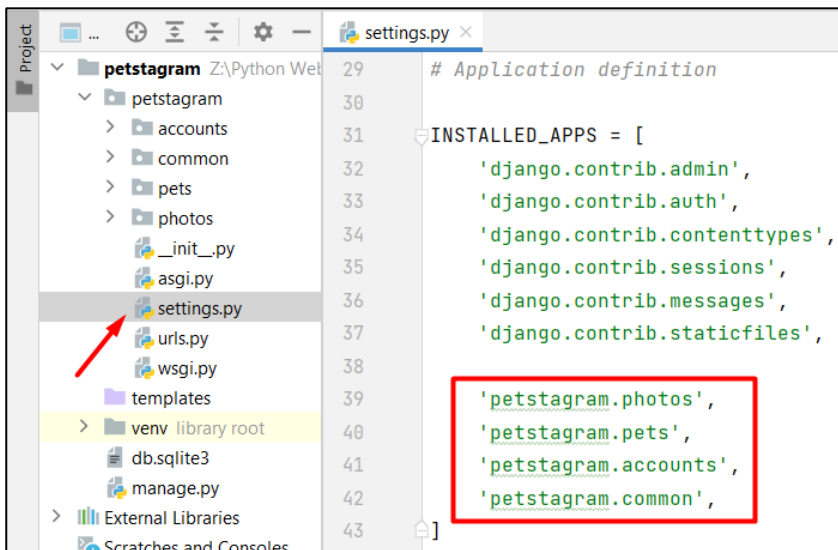 Project
...
settings.py
petstagram Z:\Python Web
petstagram
accounts
common
pets
photos
__init__.py
asgi.py
settings.py
urls.py
wsgi.py
templates
venv library root
db.sqlite3
manage.py
External Libraries
Scratches and Consoles
29 # Application definition
30
31 INSTALLED_APPS = [
32 'django.contrib.admin',
33 'django.contrib.auth',
34 'django.contrib.contenttypes',
35 'django.contrib.sessions',
36 'django.contrib.messages',
37 'django.contrib.staticfiles',
38
39 'petstagram.photos',
40 'petstagram.pets',
41 'petstagram.accounts',
42 'petstagram.common',
43 ]